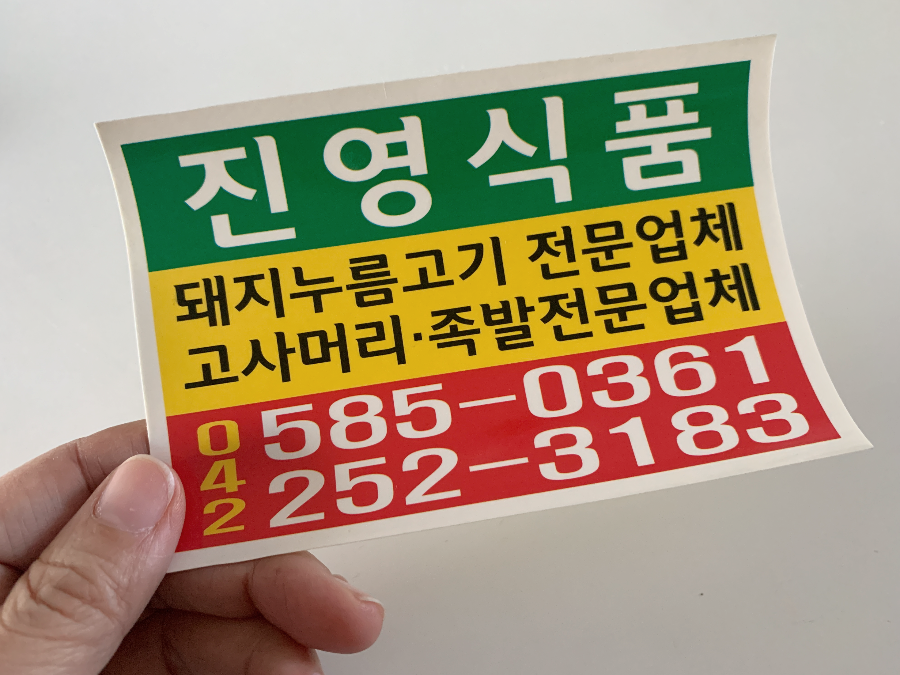 진영식품
돼지누름고기 전문업체
고사머리·족발전문업체
042
585-0361
252-3183